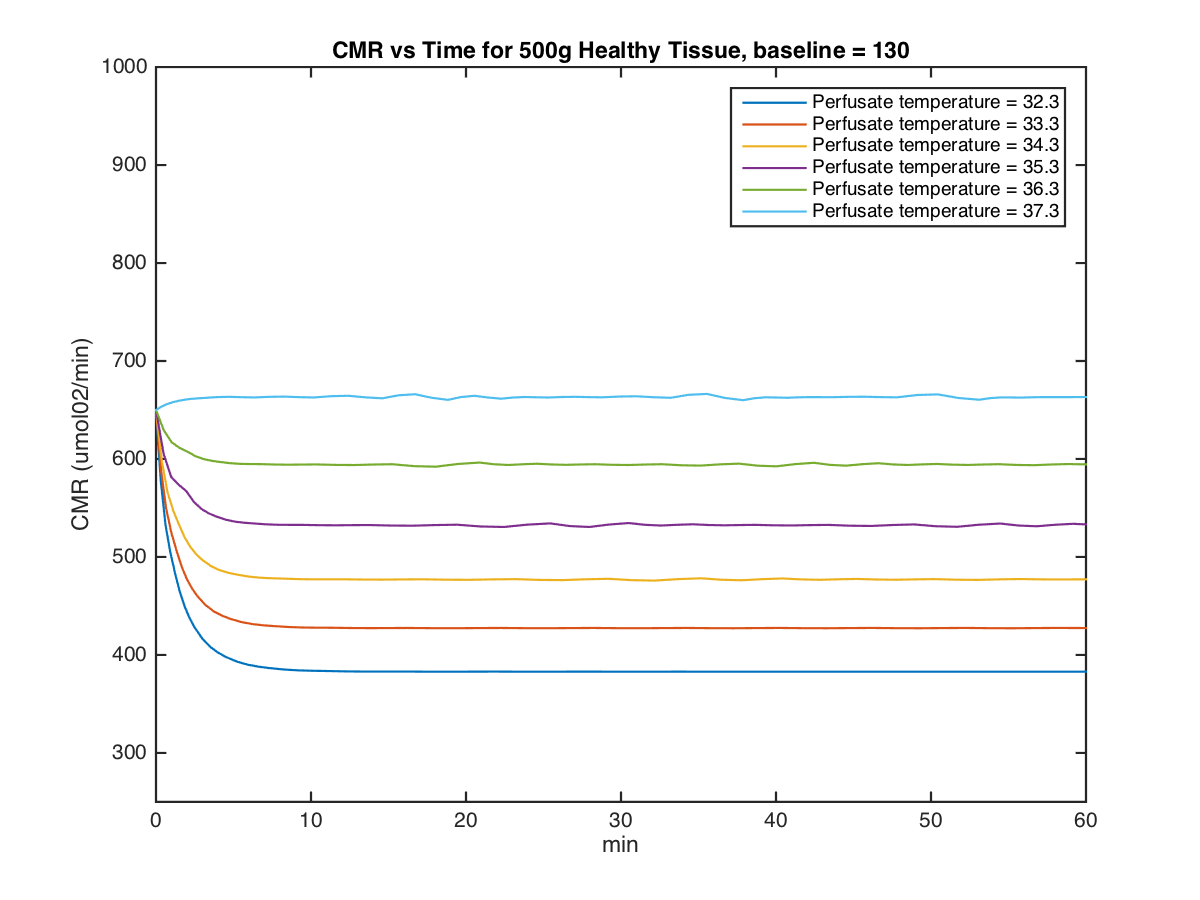 CMR vs Time for 500g Healthy Tissue, baseline = 130
1000
900
800
700
600
500
400
300
CMR (umol02/min)
Perfusate temperature = 32.3
Perfusate temperature = 33.3
Perfusate temperature = 34.3
Perfusate temperature = 35.3
Perfusate temperature = 36.3
Perfusate temperature = 37.3
0 10 20 30 40 50 60
min